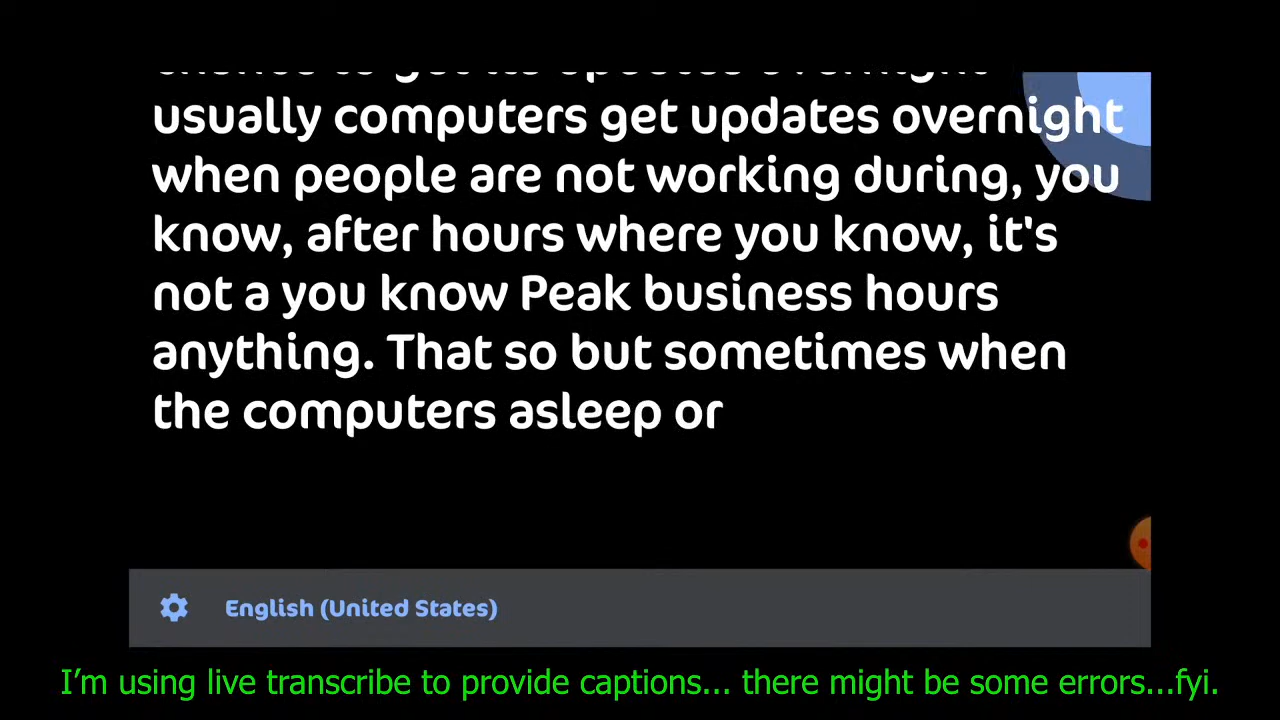 usually computers get updates overnight
when people are not working during, you
know, after hours where you know, it's
not a you know Peak business hours
anything. That so but sometimes when
the computers asleep or
English (United States)
I'm using live transcribe to provide captions... there might be some errors...fyi.